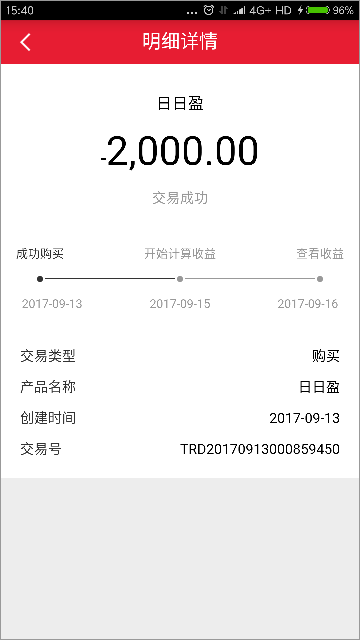 15:40 ... 4G+ HD 96%
明细详情
日日盈
-2,000.00
交易成功
成功购买 开始计算收益 查看收益
2017-09-13 2017-09-15 2017-09-16
交易类型 购买
产品名称 日日盈
创建时间 2017-09-13
交易号 TRD20170913000859450